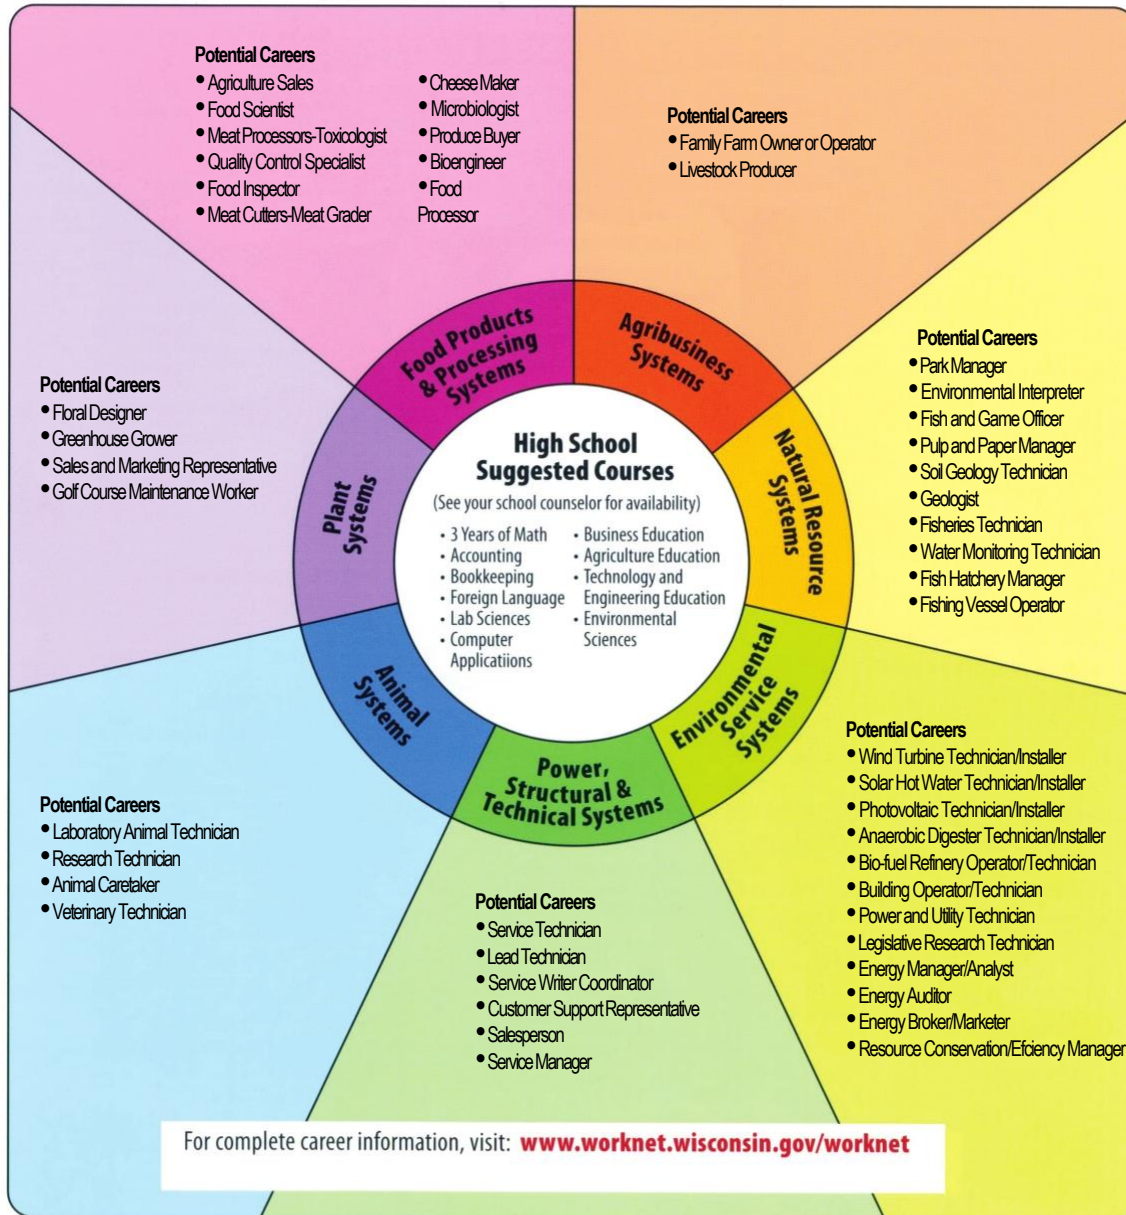 Potential Careers
• Agriculture Sales
• Food Scientist
• Meat Processors-Toxicologist
• Quality Control Specialist
• Food Inspector
• Meat Cutters-Meat Grader
• Cheese Maker
• Microbiologist
• Produce Buyer
• Bioengineer
• Food
Processor
Potential Careers
• Family Farm Owner or Operator
• Livestock Producer
Food Products
& Processing
Systems
Agribusiness
Systems
Potential Careers
• Park Manager
• Environmental Interpreter
• Fish and Game Officer
• Pulp and Paper Manager
• Soil Geology Technician
• Geologist
• Fisheries Technician
• Water Monitoring Technician
• Fish Hatchery Manager
• Fishing Vessel Operator
Natural Resource
Systems
Potential Careers
• Floral Designer
• Greenhouse Grower
• Sales and Marketing Representative
• Golf Course Maintenance Worker
Plant
Systems
High School
Suggested Courses
(See your school counselor for availability)
• 3 Years of Math
• Accounting
• Bookkeeping
• Foreign Language
• Lab Sciences
• Computer
Applicatiions
• Business Education
• Agriculture Education
• Technology and
Engineering Education
• Environmental
Sciences
Animal
Systems
Power,
Structural &
Technical Systems
Environmental
Service
Systems
Potential Careers
• Wind Turbine Technician/Installer
• Solar Hot Water Technician/Installer
• Photovoltaic Technician/Installer
• Anaerobic Digester Technician/Installer
• Bio-fuel Refinery Operator/Technician
• Building Operator/Technician
• Power and Utility Technician
• Legislative Research Technician
• Energy Manager/Analyst
• Energy Auditor
• Energy Broker/Marketer
• Resource Conservation/Efciency Manager
Potential Careers
• Laboratory Animal Technician
• Research Technician
• Animal Caretaker
• Veterinary Technician
Potential Careers
• Service Technician
• Lead Technician
• Service Writer Coordinator
• Customer Support Representative
• Salesperson
• Service Manager
For complete career information, visit: www.worknet.wisconsin.gov/worknet